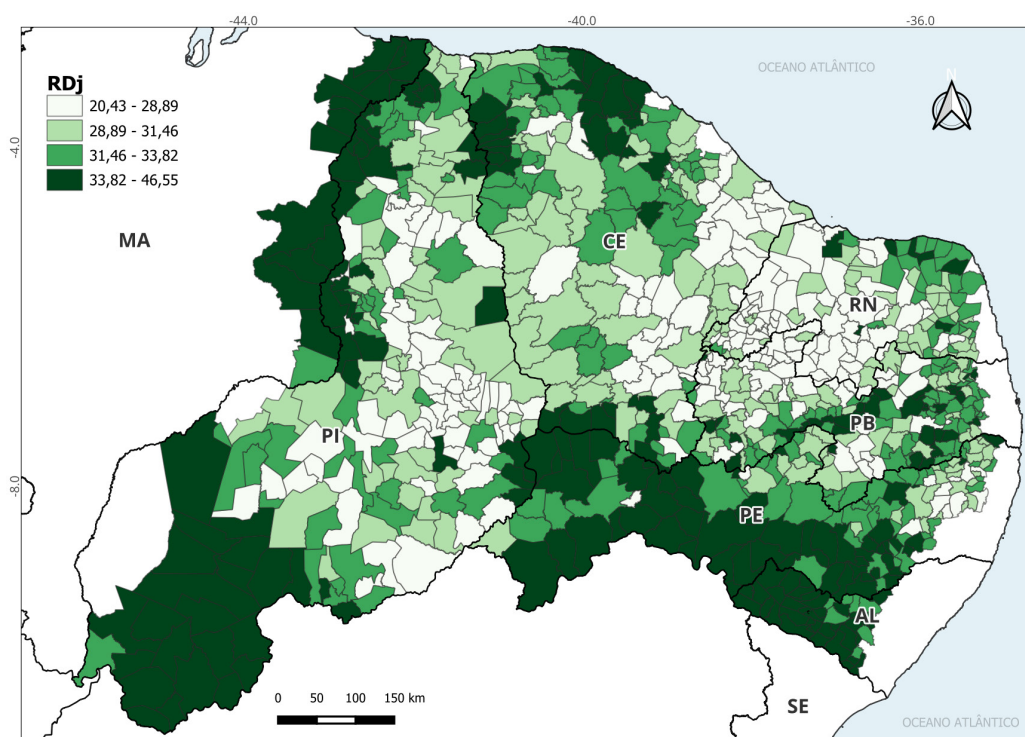 -44.0
-40.0
-36.0
OCEANO ATLÂNTICO
N
RDj
20,43 - 28,89
28,89 - 31,46
31,46 - 33,82
33,82 - 46,55
-4.0
MA
CE
RN
PI
PB
-8.0
PE
AL
0 50 100 150 km
SE
OCEANO ATLÂNTICO